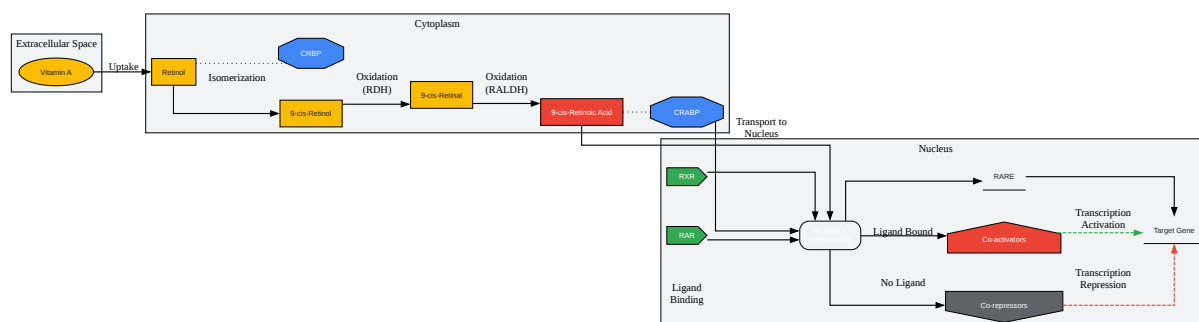 Cytoplasm
Extracellular Space
Vitamin A
Uptake
Retinol
Isomerization
CRBP
Oxidation
(RDH)
9-cis-Retinol
9-cis-Retinal
Oxidation
(RALDH)
9-cis-Retinoic Acid
CRABP
Transport to
Nucleus
Nucleus
RXR
RAR
Ligand
Binding
RARE
Ligand Bound
Co-activators
Transcription
Activation
Target Gene
No Ligand
Co-repressors
Transcription
Repression